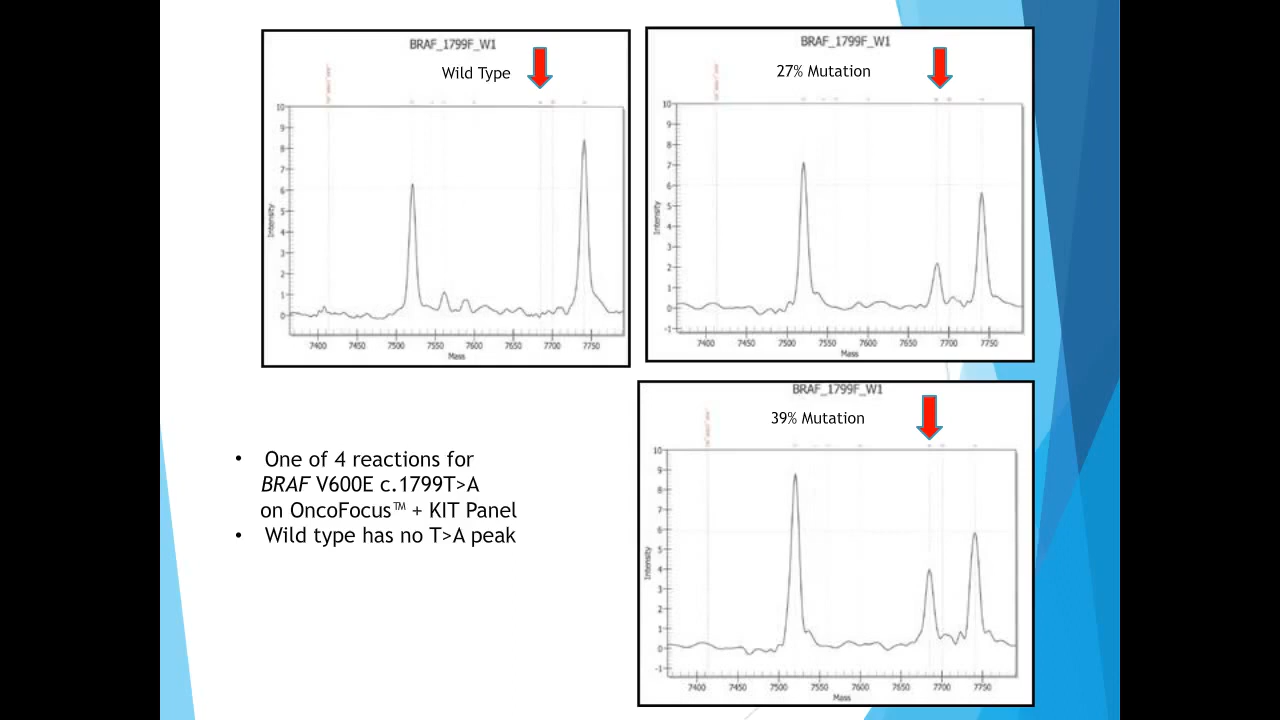 BRAF_1799F_W1
Wild Type
10
9
8
7
6
5
4
3
2
1
0
Intensity
7400 7450 7500 7550 7600 7650 7700 7750
Mass
BRAF_1799F_W1
27% Mutation
10
9
8
7
6
5
4
3
2
1
0
-1
Intensity
7400 7450 7500 7550 7600 7650 7700 7750
Mass
BRAF_1799F_W1
39% Mutation
10
9
8
7
6
5
4
3
2
1
0
-1
Intensity
7400 7450 7500 7550 7600 7650 7700 7750
Mass
• One of 4 reactions for
BRAF V600E c.1799T>A
on OncoFocus™ + KIT Panel
• Wild type has no T>A peak